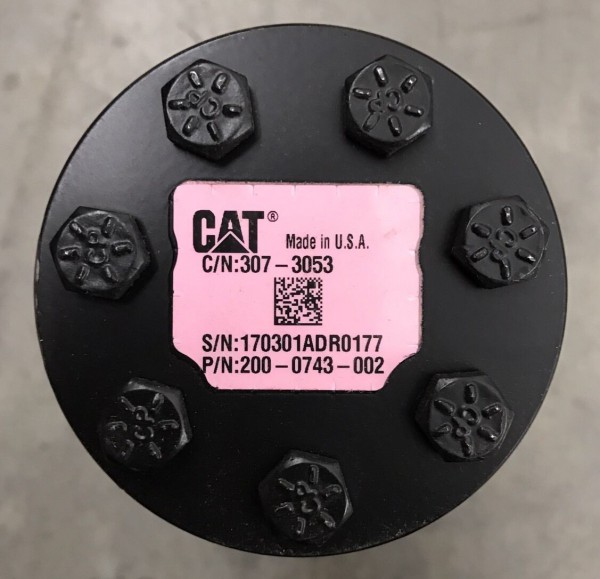 CAT® Made in U.S.A.
C/N:307-3053
S/N:170301ADR0177
P/N:200-0743-002